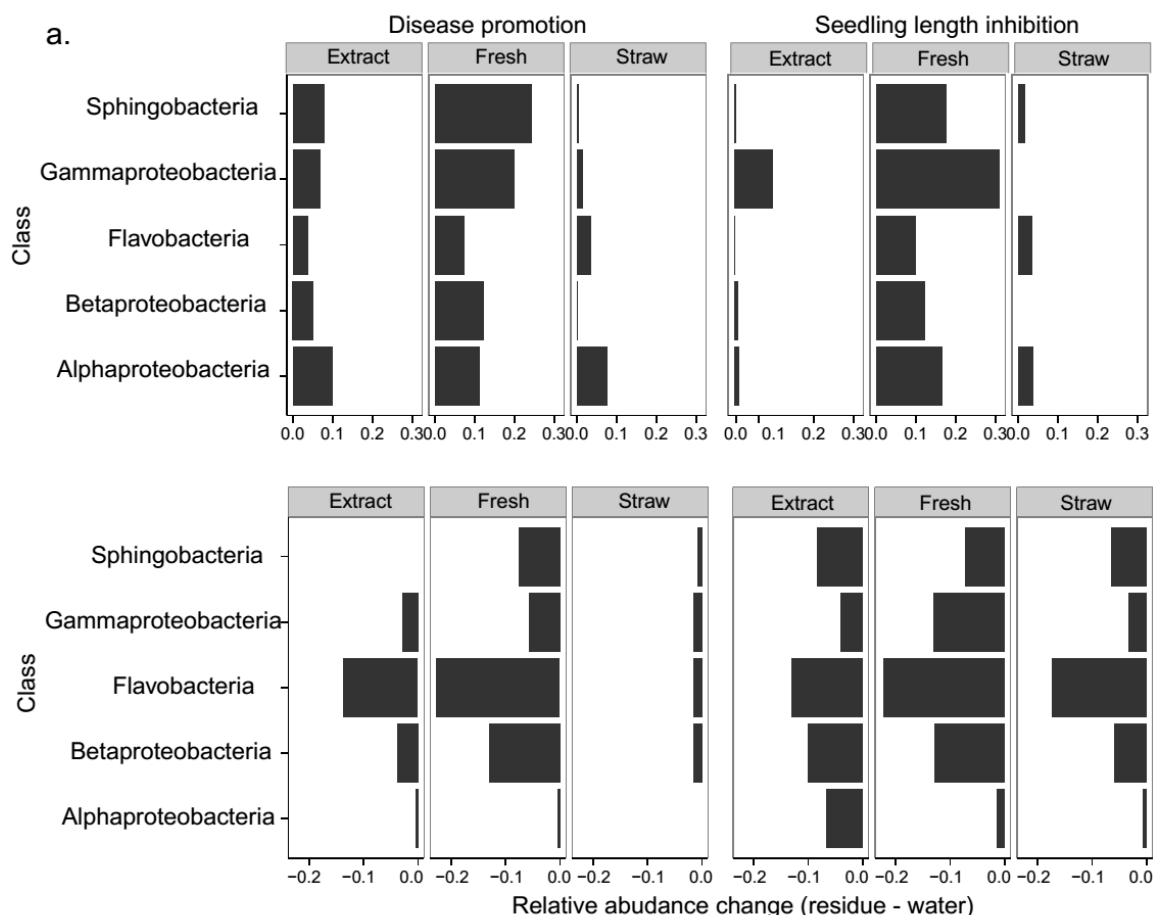 a.
Disease promotion Seedling length inhibition
Extract Fresh Straw Extract Fresh Straw
Sphingobacteria
Gammaproteobacteria
Flavobacteria
Betaproteobacteria
Alphaproteobacteria
Class
0.0 0.1 0.2 0.3 0.0 0.1 0.2 0.3 0.0 0.1 0.2 0.3 0.0 0.1 0.3 0.0 0.1 0.2 0.3 0.0 0.1 0.2 0.3
Extract Fresh Straw Extract Fresh Straw
Sphingobacteria
Gammaproteobacteria
Flavobacteria
Betaproteobacteria
Alphaproteobacteria
Class
−0.2 −0.1 0.0 −0.2 −0.1 0.0 −0.2 −0.1 0.0 −0.2 −0.1 0.0 −0.2 −0.1 0.0 −0.2 −0.1 0.0
Relative abudance change (residue - water)